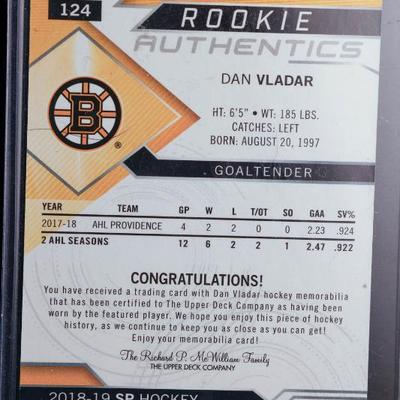 124
ROOKIE
AUTHENTICS
DAN VLADAR
B
HT: 6'5" • WT: 185 LBS.
CATCHES: LEFT
BORN: AUGUST 20, 1997
GOALTENDER
YEAR TEAM GP W L T/OT SO GAA SV%
2017-18 AHL PROVIDENCE 4 2 2 0 0 2.23 .924
2 AHL SEASONS 12 6 2 2 1 2.47 .922
CONGRATULATIONS!
You have received a trading card with Dan Vladar hockey memorabilia
that has been certified to The Upper Deck Company as having been
worn by the featured player. We hope you enjoy this piece of hockey
history, as we continue to keep you as close as you can get!
Enjoy your memorabilia card!
The Richard P. McWilliam Family
THE UPPER DECK COMPANY
2018-19 SP HOCKEY